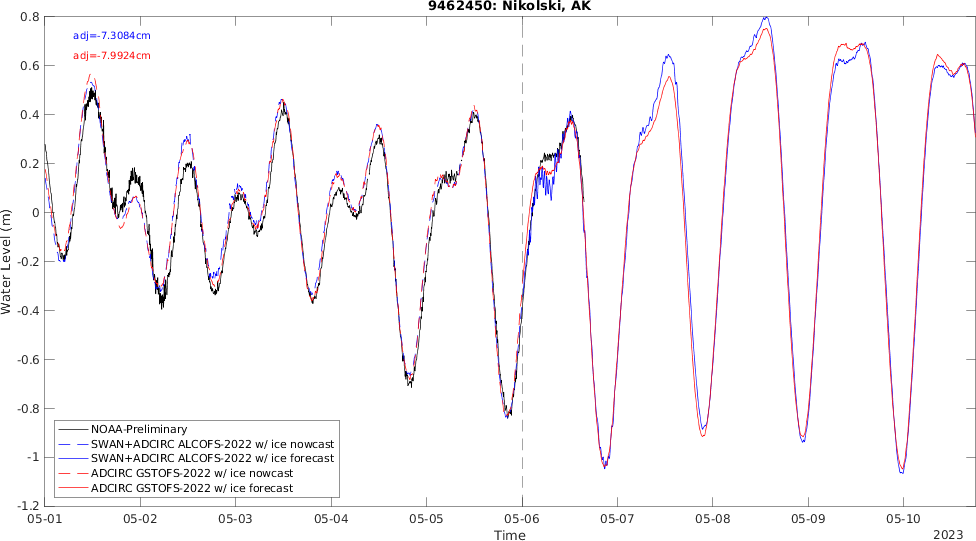 9462450: Nikolski, AK
adj=-7.3084cm
adj=-7.9924cm
0.8
0.6
0.4
0.2
0
-0.2
-0.4
-0.6
-0.8
-1
-1.2
Water Level (m)
NOAA-Preliminary
SWAN+ADCIRC ALCOFS-2022 w/ ice nowcast
SWAN+ADCIRC ALCOFS-2022 w/ ice forecast
ADCIRC GSTOFS-2022 w/ ice nowcast
ADCIRC GSTOFS-2022 w/ ice forecast
05-01 05-02 05-03 05-04 05-05 05-06 05-07 05-08 05-09 05-10
Time
2023